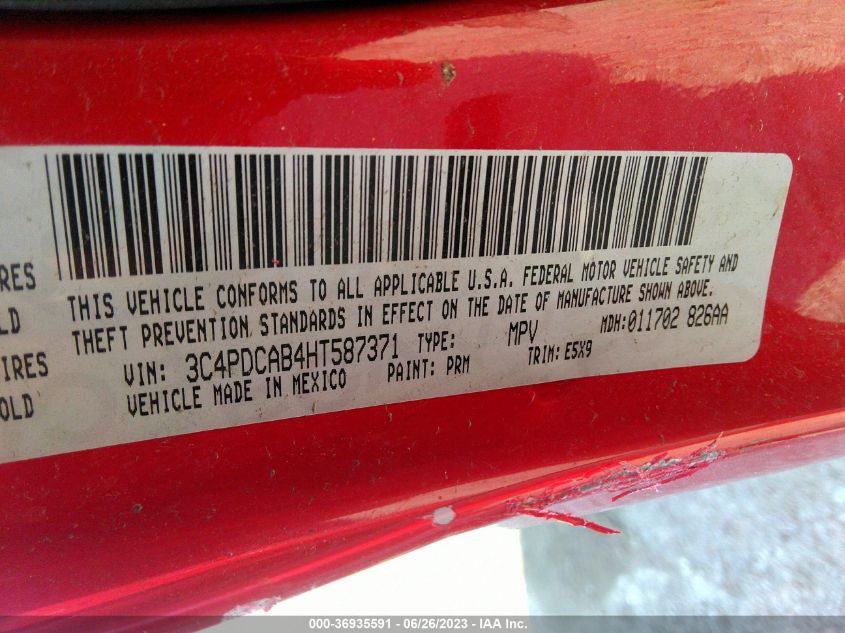 IRES
LD
IRES
OLD
THIS VEHICLE CONFORMS TO ALL APPLICABLE U.S.A. FEDERAL MOTOR VEHICLE SAFETY AND
THEFT PREVENTION STANDARDS IN EFFECT ON THE DATE OF MANUFACTURE SHOWN ABOVE.
VIN: 3C4PDCAB4HT587371 TYPE: MPV MDH:011702 826AA
VEHICLE MADE IN MEXICO PAINT: PRM TRIM: E5X9
000-36935591 / 06/26/2023 - IAA Inc.